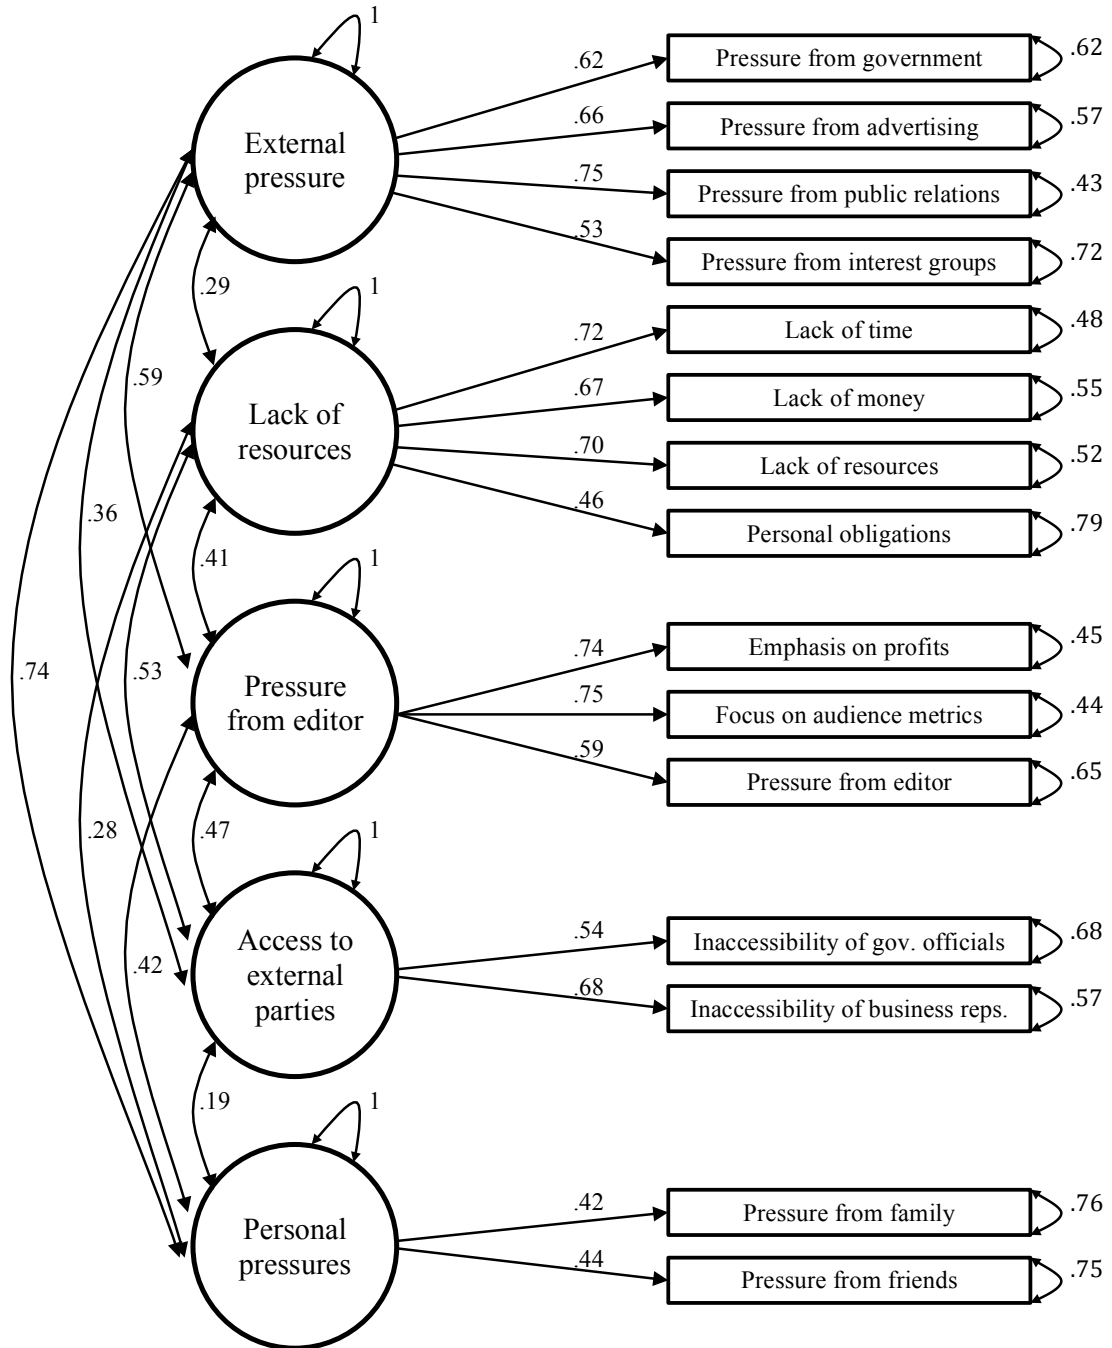 1
External
pressure
.62
Pressure from government
.62
.66
Pressure from advertising
.57
.75
Pressure from public relations
.43
.53
Pressure from interest groups
.72
.29
1
Lack of
resources
.72
Lack of time
.48
.67
Lack of money
.55
.70
Lack of resources
.52
.46
Personal obligations
.79
.59
.36
.41
1
Pressure
from editor
.74
Emphasis on profits
.45
.75
Focus on audience metrics
.44
.59
Pressure from editor
.65
.74
.53
.28
.47
1
Access to
external
parties
.54
Inaccessibility of gov. officials
.68
.68
Inaccessibility of business reps.
.57
.42
.19
1
Personal
pressures
.42
Pressure from family
.76
.44
Pressure from friends
.75